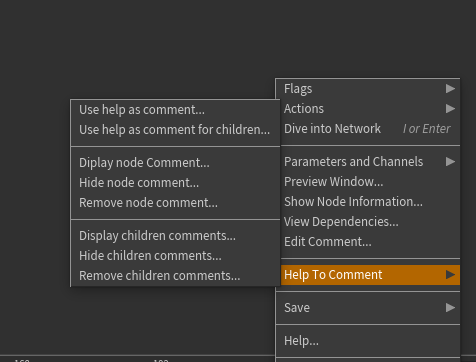 Flags
Actions
Dive into Network I or Enter
Parameters and Channels
Preview Window...
Show Node Information...
View Dependencies...
Edit Comment...
Help To Comment
Save
Help...
Use help as comment...
Use help as comment for children...
Diplay node Comment...
Hide node comment...
Remove node comment...
Display children comments...
Hide children comments...
Remove children comments...